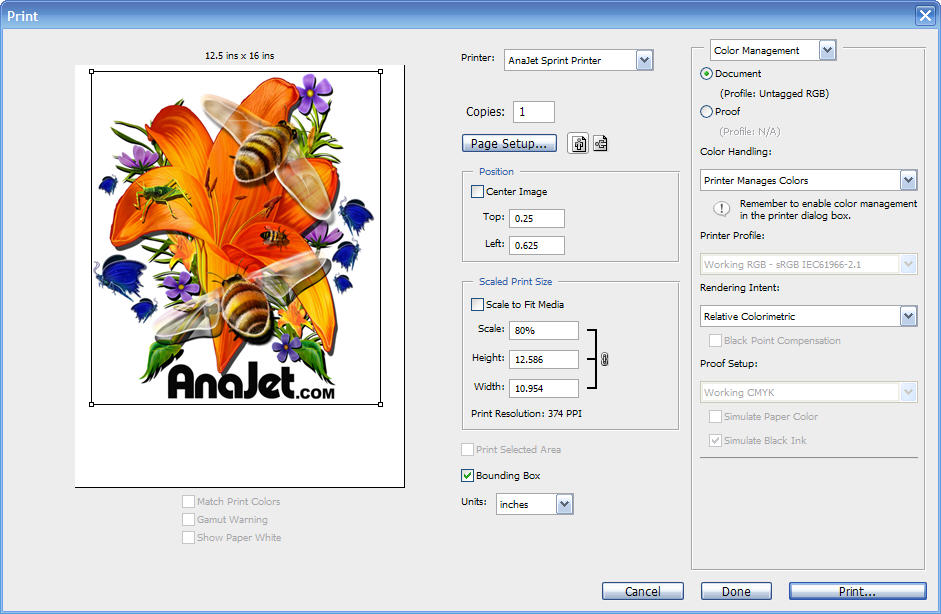 Print
12.5 ins x 16 ins
AnaJet.COM
Match Print Colors
Gamut Warning
Show Paper White
Printer: AnaJet Sprint Printer
Copies: 1
Page Setup...
Position
Center Image
Top: 0.25
Left: 0.625
Scaled Print Size
Scale to Fit Media
Scale: 80%
Height: 12.586
Width: 10.954
Print Resolution: 374 PPI
Print Selected Area
Bounding Box
Units: inches
Color Management
Document
(Profile: Untagged RGB)
Proof
(Profile: N/A)
Color Handling:
Printer Manages Colors
Remember to enable color management
in the printer dialog box.
Printer Profile:
Working RGB - sRGB IEC61966-2.1
Rendering Intent:
Relative Colorimetric
Black Point Compensation
Proof Setup:
Working CMYK
Simulate Paper Color
Simulate Black Ink
Cancel
Done
Print...